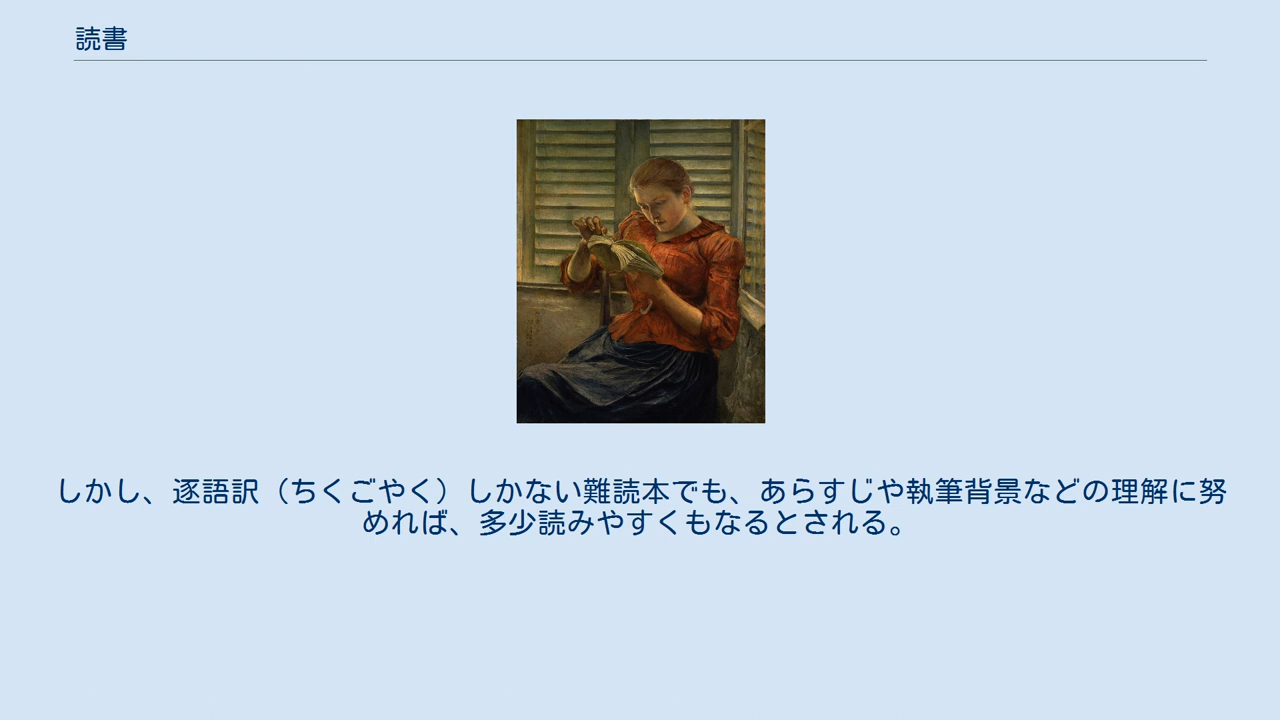 読書
しかし、逐語訳（ちくごやく）しかない難読本でも、あらすじや執筆背景などの理解に努
めれば、多少読みやすくもなるとされる。